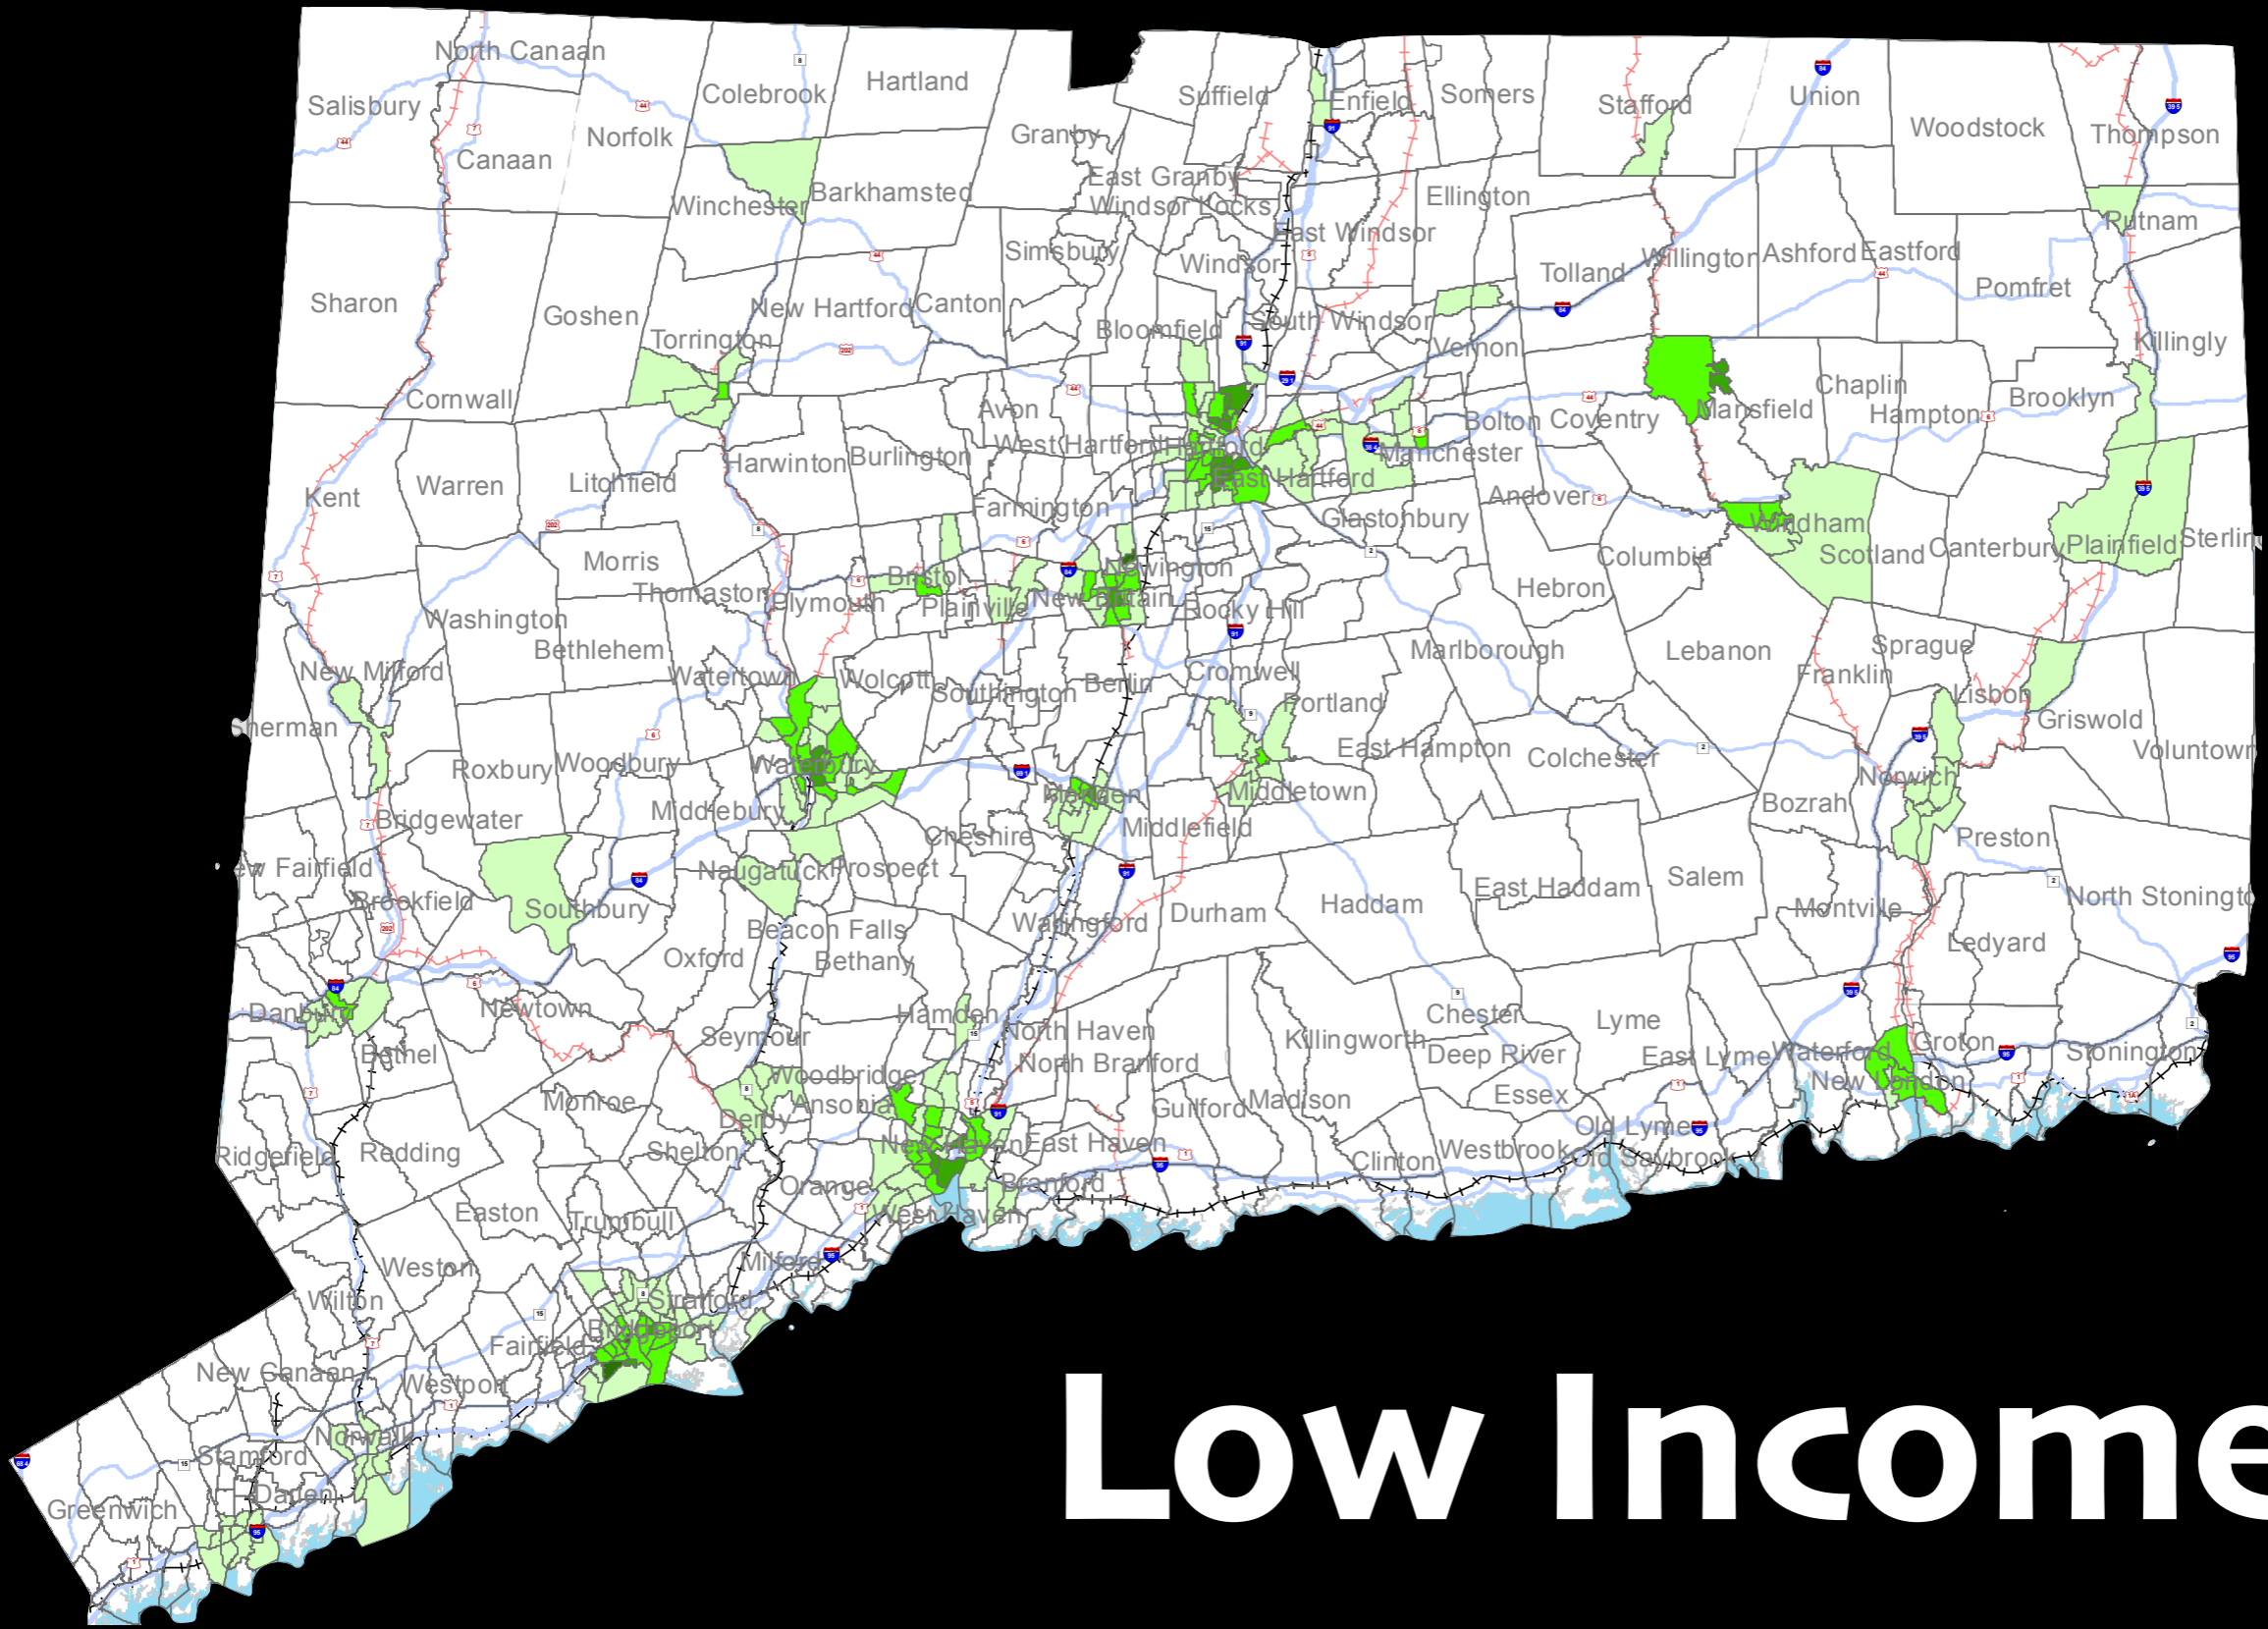 North Canaan
Salisbury
Colebrook
Hartland
Suffield
Enfield
Somers
Stafford
Union
Norfolk
Granby
Woodstock
Thompson
Canaan
East Granby
Barkhamsted
Winchester
Windsor Locks
Ellington
Putnam
East Windsor
Simsbury
Windsor
Tolland
Willington
Ashford
Eastford
Pomfret
Sharon
Goshen
New Hartford
Canton
Torrington
Bloomfield
South Windsor
Vernon
Killingly
Cornwall
Avon
Bolton
Coventry
Mansfield
Chaplin
Hampton
Brooklyn
West Hartford
Hartford
Manchester
Harwinton
Burlington
Kent
Warren
Litchfield
East Hartford
Andover
Farmington
Glastonbury
Windham
Scotland
Canterbury
Plainfield
Sterlin
Columbia
Morris
Thomaston
Plymouth
Bristol
Plainville
Newington
New Britain
Rocky Hill
Hebron
Washington
Bethlehem
Marlborough
Lebanon
Sprague
Franklin
New Milford
Watertown
Wolcott
Southington
Berlin
Cromwell
Portland
Lisbon
Griswold
Sherman
Voluntown
Roxbury
Woodbury
Waterbury
East Hampton
Colchester
Norwich
Bridgewater
Middlebury
Meriden
Middletown
Bozrah
Cheshire
Middlefield
Preston
ew Fairfield
Naugatuck
Prospect
East Haddam
Salem
North Stoningto
Brookfield
Southbury
Wallingford
Durham
Haddam
Montville
Beacon Falls
Oxford
Bethany
Ledyard
Danbury
Newtown
Hamden
North Haven
Chester
Lyme
Seymour
Killingworth
Bethel
North Branford
Deep River
East Lyme
Waterford
Groton
Stonington
Woodbridge
New London
Monroe
Ansonia
Derby
Guilford
Madison
Essex
Old Lyme
Ridgefield
Redding
Shelton
New Haven
East Haven
Clinton
Westbrook
Old Saybrook
Orange
Branford
Easton
Trumbull
West Haven
Weston
Milford
Wilton
Stratford
Fairfield
Bridgeport
New Canaan
Westport
Norwalk
Stamford
Darien
Greenwich
Low Income